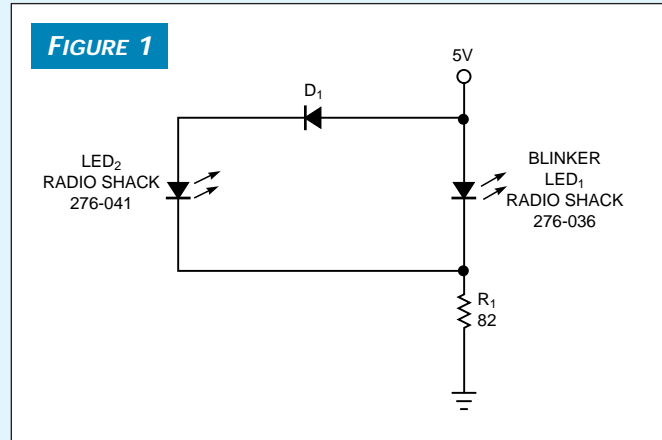 FIGURE 1
5V
D1
LED2
RADIO SHACK
276-041
BLINKER
LED1
RADIO SHACK
276-036
R1
82